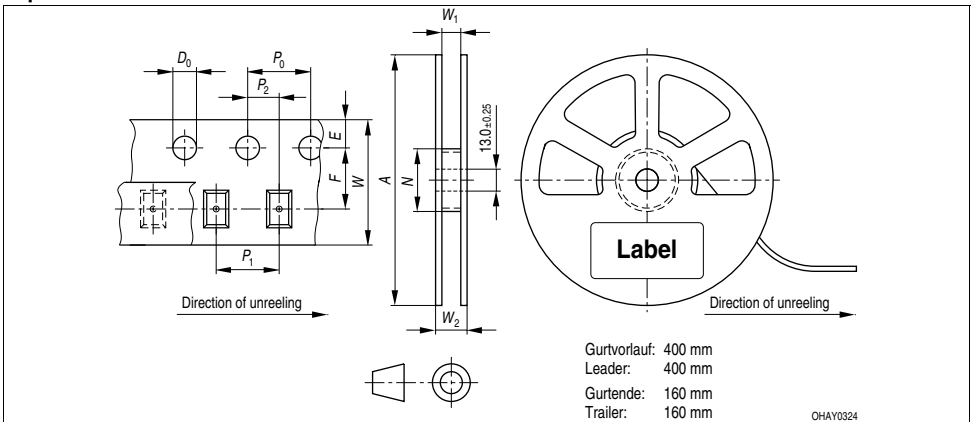 W1
D0
P0
P2
E
F
W
A
N
13.0±0.25
P1
W2
Label
Direction of unreeling
Direction of unreeling
Gurtvorlauf: 400 mm
Leader: 400 mm
Gurtende: 160 mm
Trailer: 160 mm
OHAY0324